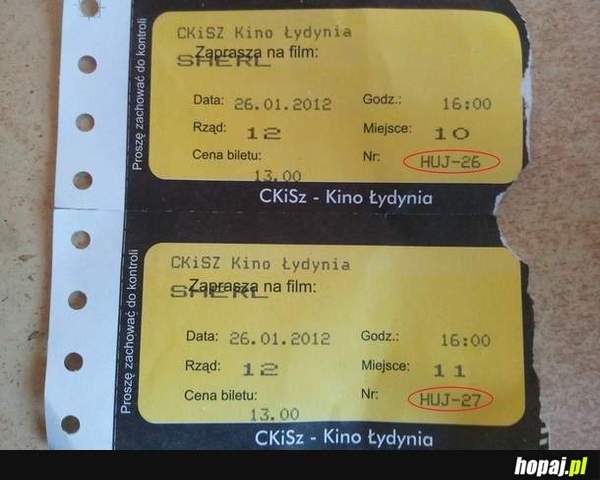 Proszę zachować do kontroli
CKiSZ Kino Łydynia
Zaprasza na film:
SHERL
Data: 26.01.2012 Godz.: 16:00
Rząd: 12 Miejsce: 10
Cena biletu: Nr: HUJ-26
13.00
CKiSz - Kino Łydynia
Proszę zachować do kontroli
CKiSZ Kino Łydynia
Zaprasza na film:
SHERL
Data: 26.01.2012 Godz.: 16:00
Rząd: 12 Miejsce: 11
Cena biletu: Nr: HUJ-27
13.00
CKiSz - Kino Łydynia
hopaj.pl